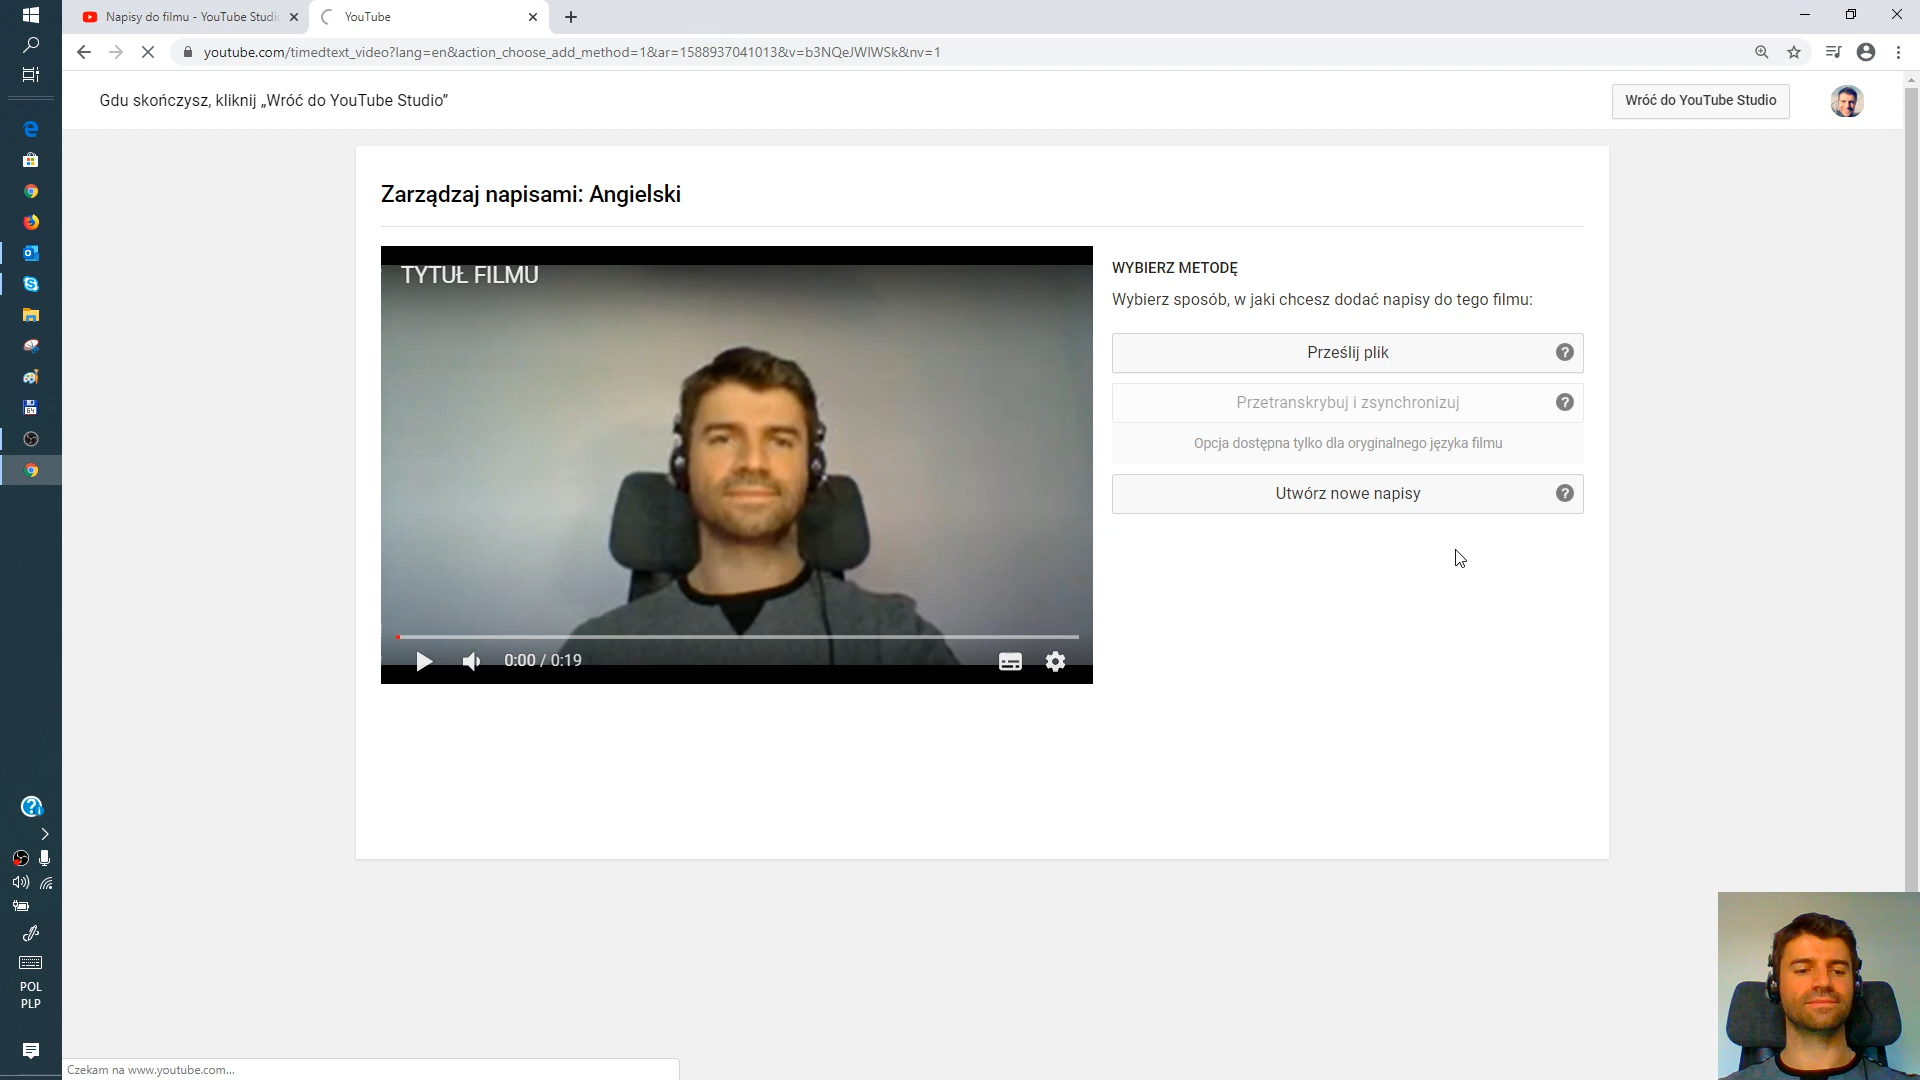 Napisy do filmu - YouTube Studi
YouTube
youtube.com/timedtext_video?lang=en&action_choose_add_method=1&ar=1588937041013&v=b3NQeJWlWSk&nv=1
Gdu skończysz, kliknij „Wróć do YouTube Studio”
Wróć do YouTube Studio
Zarządzaj napisami: Angielski
TYTUŁ FILMU
0:00 / 0:19
WYBIERZ METODĘ
Wybierz sposób, w jaki chcesz dodać napisy do tego filmu:
Prześlij plik
Przetranskrybuj i zsynchronizuj
Opcja dostępna tylko dla oryginalnego języka filmu
Utwórz nowe napisy
64
POL
PLP
Czekam na www.youtube.com...